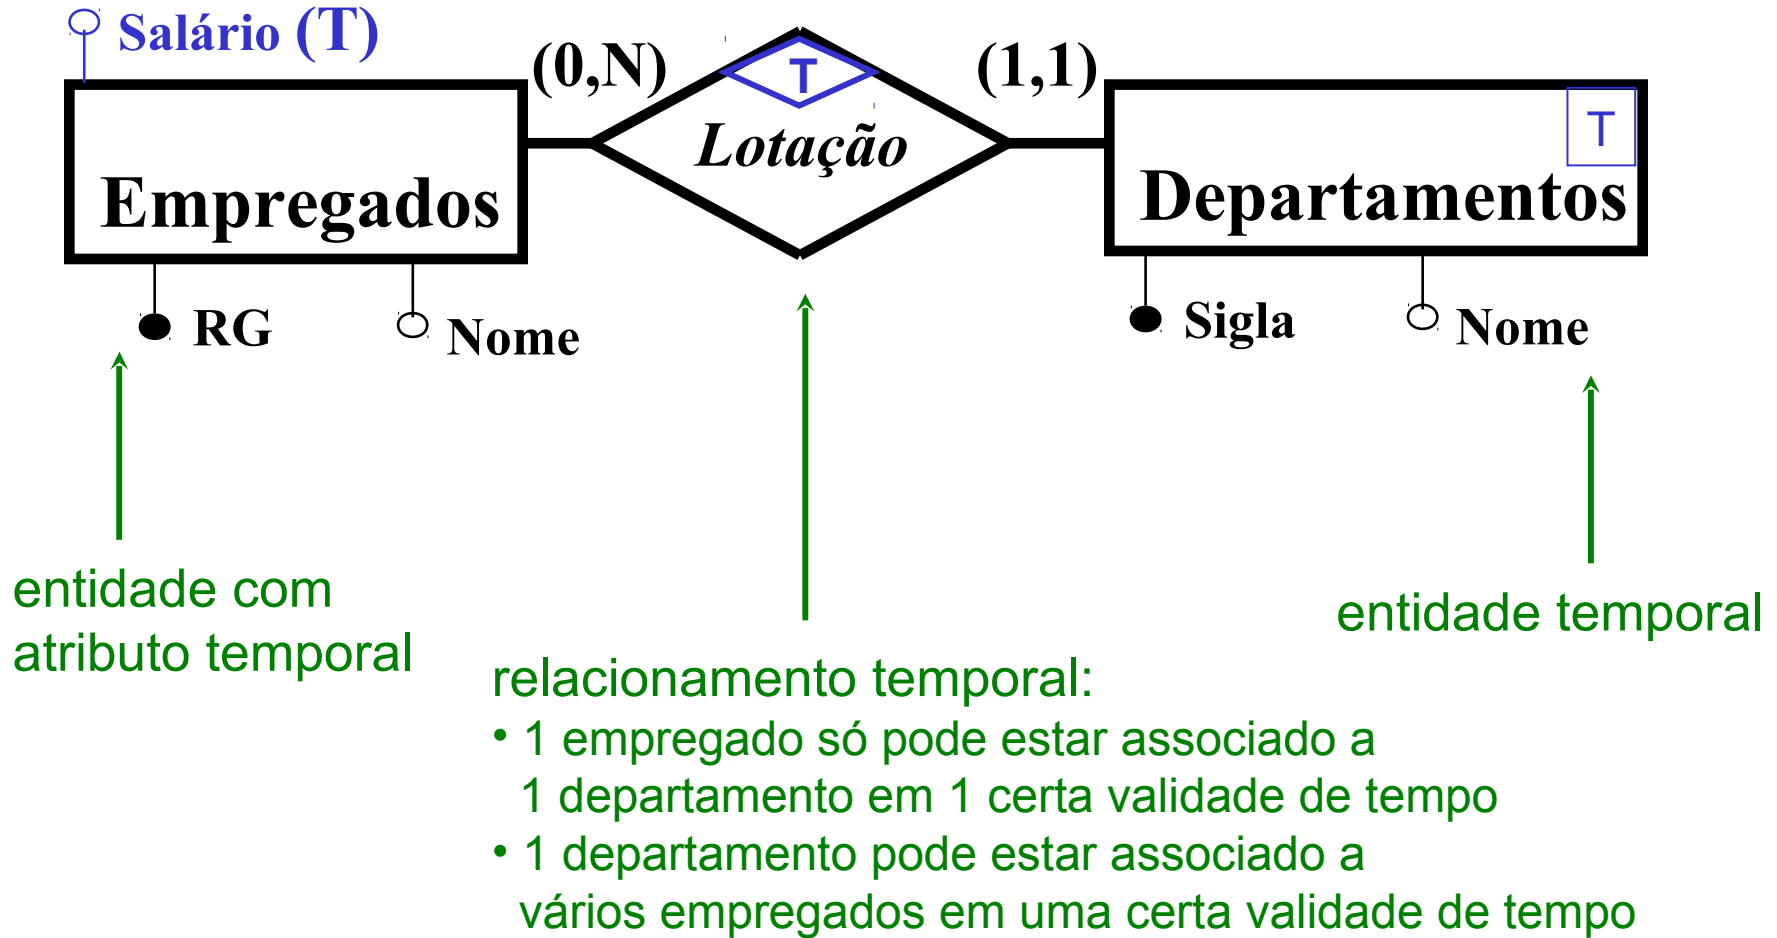 Salário (T)
(0,N)
T
(1,1)
T
Lotação
Empregados
Departamentos
RG
Nome
Sigla
Nome
entidade com
atributo temporal
entidade temporal
relacionamento temporal:
• 1 empregado só pode estar associado a
1 departamento em 1 certa validade de tempo
• 1 departamento pode estar associado a
vários empregados em uma certa validade de tempo